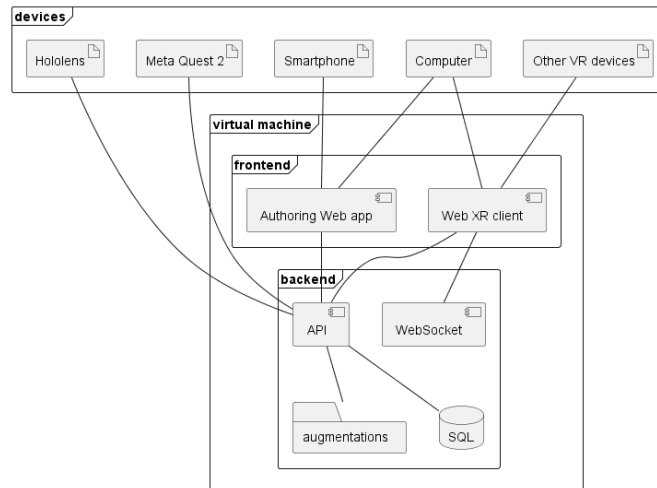 devices
Hololens
Meta Quest 2
Smartphone
Computer
Other VR devices
virtual machine
frontend
Authoring Web app
Web XR client
backend
API
WebSocket
augmentations
SQL